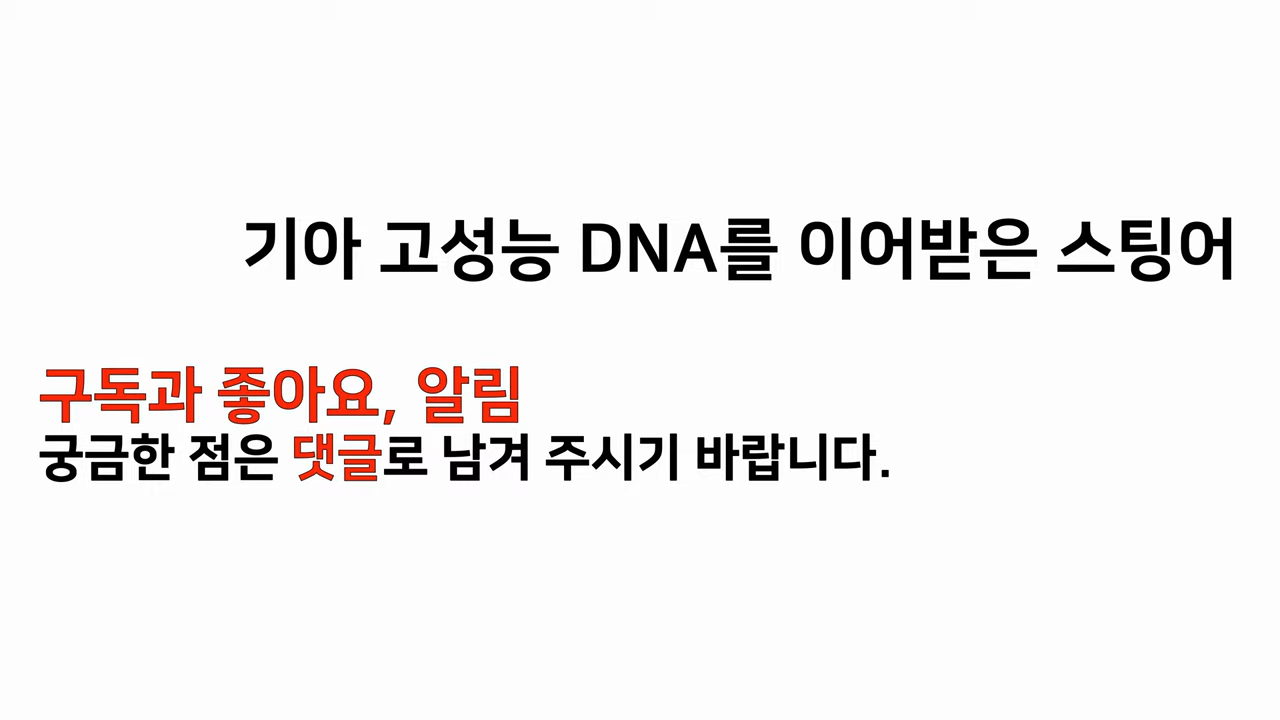 기아 고성능 DNA를 이어받은 스팅어
구독과 좋아요, 알림
궁금한 점은 댓글로 남겨 주시기 바랍니다.